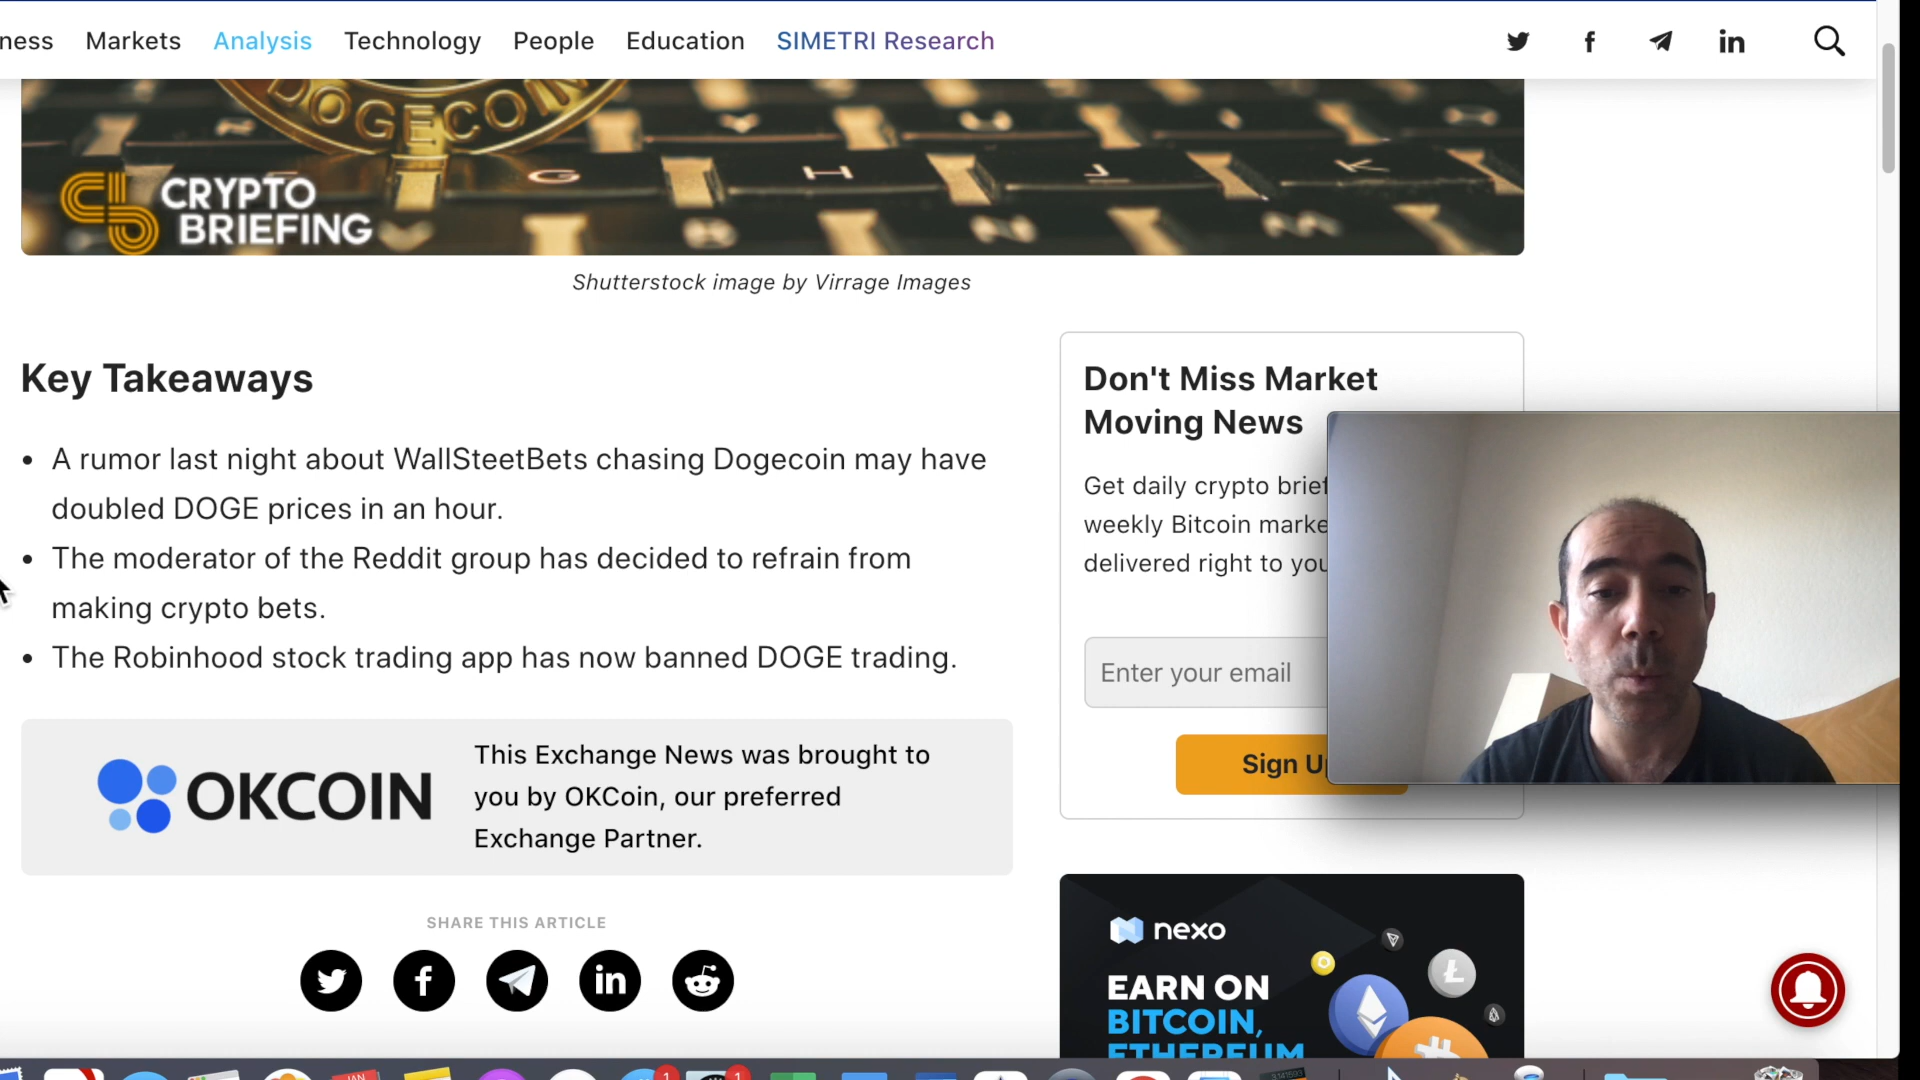 ness Markets Analysis Technology People Education SIMETRI Research
DOGECOIN
G H J K
CRYPTO
BRIEFING
Shutterstock image by Virrage Images
Key Takeaways
• A rumor last night about WallSteetBets chasing Dogecoin may have
doubled DOGE prices in an hour.
• The moderator of the Reddit group has decided to refrain from
making crypto bets.
• The Robinhood stock trading app has now banned DOGE trading.
OKCOIN
This Exchange News was brought to
you by OKCoin, our preferred
Exchange Partner.
SHARE THIS ARTICLE
Don't Miss Market
Moving News
Get daily crypto brief
weekly Bitcoin marke
delivered right to you
Enter your email
Sign U
nexo
EARN ON
BITCOIN,
ETHEREUM
JAN
1
1